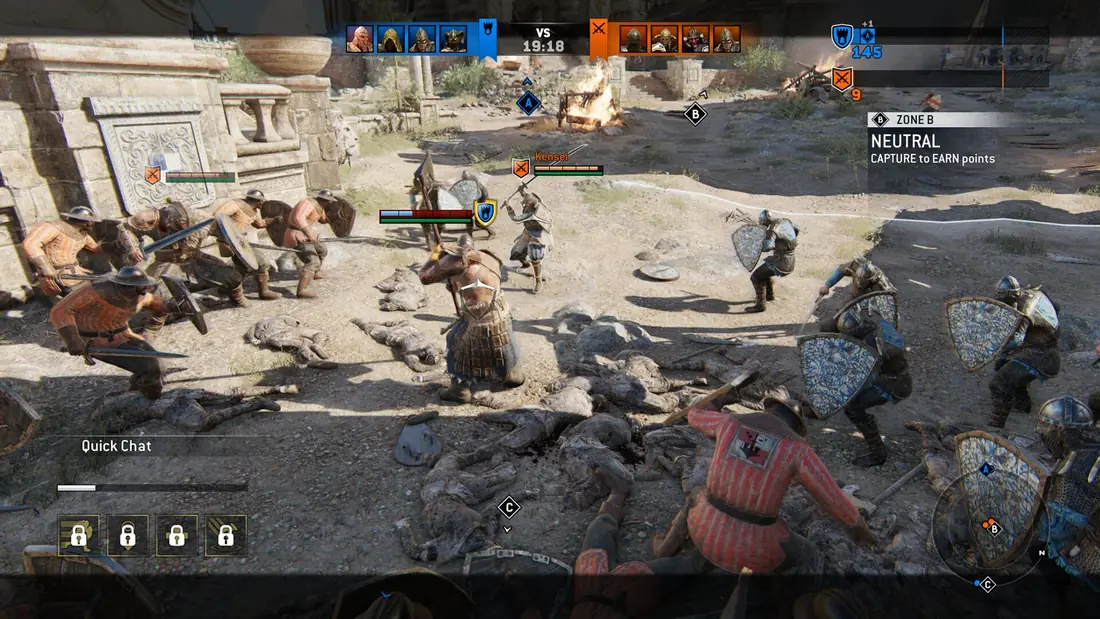 VS
19:18
+1
145
9
A
B
B ZONE B
NEUTRAL
CAPTURE to EARN points
Kensei
Quick Chat
C
A
B
N
C